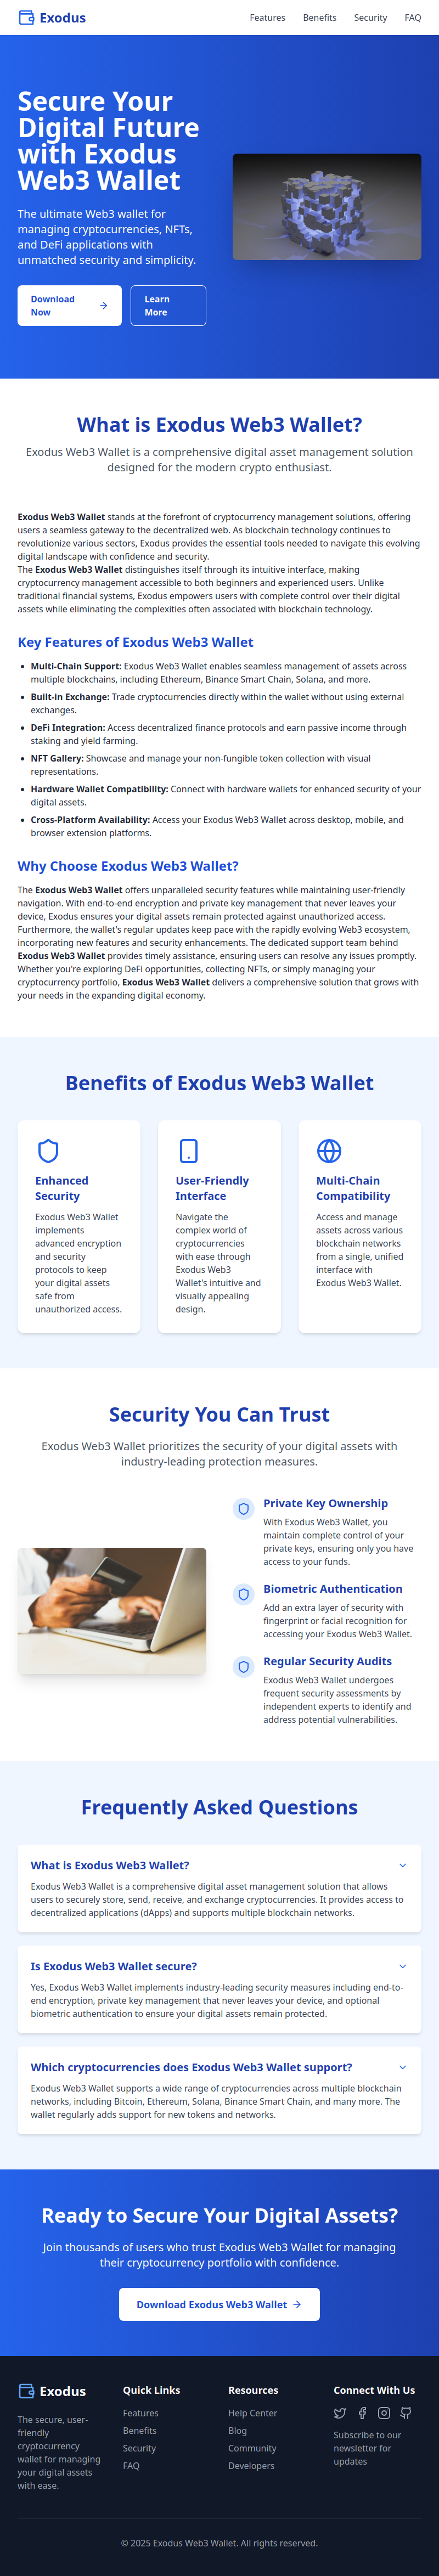 Exodus
Features
Benefits
Security
FAQ
Secure Your
Digital Future
with Exodus
Web3 Wallet
The ultimate Web3 wallet for
managing cryptocurrencies, NFTs,
and DeFi applications with
unmatched security and simplicity.
Download
Now
Learn
More
What is Exodus Web3 Wallet?
Exodus Web3 Wallet is a comprehensive digital asset management solution
designed for the modern crypto enthusiast.
Exodus Web3 Wallet stands at the forefront of cryptocurrency management solutions, offering
users a seamless gateway to the decentralized web. As blockchain technology continues to
revolutionize various sectors, Exodus provides the essential tools needed to navigate this evolving
digital landscape with confidence and security.
The Exodus Web3 Wallet distinguishes itself through its intuitive interface, making
cryptocurrency management accessible to both beginners and experienced users. Unlike
traditional financial systems, Exodus empowers users with complete control over their digital
assets while eliminating the complexities often associated with blockchain technology.
Key Features of Exodus Web3 Wallet
Multi-Chain Support: Exodus Web3 Wallet enables seamless management of assets across
multiple blockchains, including Ethereum, Binance Smart Chain, Solana, and more.
Built-in Exchange: Trade cryptocurrencies directly within the wallet without using external
exchanges.
DeFi Integration: Access decentralized finance protocols and earn passive income through
staking and yield farming.
NFT Gallery: Showcase and manage your non-fungible token collection with visual
representations.
Hardware Wallet Compatibility: Connect with hardware wallets for enhanced security of your
digital assets.
Cross-Platform Availability: Access your Exodus Web3 Wallet across desktop, mobile, and
browser extension platforms.
Why Choose Exodus Web3 Wallet?
The Exodus Web3 Wallet offers unparalleled security features while maintaining user-friendly
navigation. With end-to-end encryption and private key management that never leaves your
device, Exodus ensures your digital assets remain protected against unauthorized access.
Furthermore, the wallet's regular updates keep pace with the rapidly evolving Web3 ecosystem,
incorporating new features and security enhancements. The dedicated support team behind
Exodus Web3 Wallet provides timely assistance, ensuring users can resolve any issues promptly.
Whether you're exploring DeFi opportunities, collecting NFTs, or simply managing your
cryptocurrency portfolio, Exodus Web3 Wallet delivers a comprehensive solution that grows with
your needs in the expanding digital economy.
Benefits of Exodus Web3 Wallet
Enhanced
Security
Exodus Web3 Wallet
implements
advanced encryption
and security
protocols to keep
your digital assets
safe from
unauthorized access.
User-Friendly
Interface
Navigate the
complex world of
cryptocurrencies
with ease through
Exodus Web3
Wallet's intuitive and
visually appealing
design.
Multi-Chain
Compatibility
Access and manage
assets across various
blockchain networks
from a single, unified
interface with
Exodus Web3 Wallet.
Security You Can Trust
Exodus Web3 Wallet prioritizes the security of your digital assets with
industry-leading protection measures.
Private Key Ownership
With Exodus Web3 Wallet, you
maintain complete control of your
private keys, ensuring only you have
access to your funds.
Biometric Authentication
Add an extra layer of security with
fingerprint or facial recognition for
accessing your Exodus Web3 Wallet.
Regular Security Audits
Exodus Web3 Wallet undergoes
frequent security assessments by
independent experts to identify and
address potential vulnerabilities.
Frequently Asked Questions
What is Exodus Web3 Wallet?
Exodus Web3 Wallet is a comprehensive digital asset management solution that allows
users to securely store, send, receive, and exchange cryptocurrencies. It provides access to
decentralized applications (dApps) and supports multiple blockchain networks.
Is Exodus Web3 Wallet secure?
Yes, Exodus Web3 Wallet implements industry-leading security measures including end-to-
end encryption, private key management that never leaves your device, and optional
biometric authentication to ensure your digital assets remain protected.
Which cryptocurrencies does Exodus Web3 Wallet support?
Exodus Web3 Wallet supports a wide range of cryptocurrencies across multiple blockchain
networks, including Bitcoin, Ethereum, Solana, Binance Smart Chain, and many more. The
wallet regularly adds support for new tokens and networks.
Ready to Secure Your Digital Assets?
Join thousands of users who trust Exodus Web3 Wallet for managing
their cryptocurrency portfolio with confidence.
Download Exodus Web3 Wallet
Exodus
The secure, user-
friendly
cryptocurrency
wallet for managing
your digital assets
with ease.
Quick Links
Features
Benefits
Security
FAQ
Resources
Help Center
Blog
Community
Developers
Connect With Us
Subscribe to our
newsletter for
updates
© 2025 Exodus Web3 Wallet. All rights reserved.